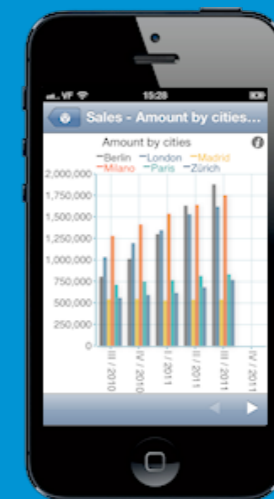 VF 15:28
Sales - Amount by cities...
Amount by cities
Berlin London Madrid
Milano Paris Zürich
2,000,000
1,750,000
1,500,000
1,250,000
1,000,000
750,000
500,000
250,000
0
III / 2010
IV / 2010
I / 2011
II / 2011
III / 2011
IV / 2011